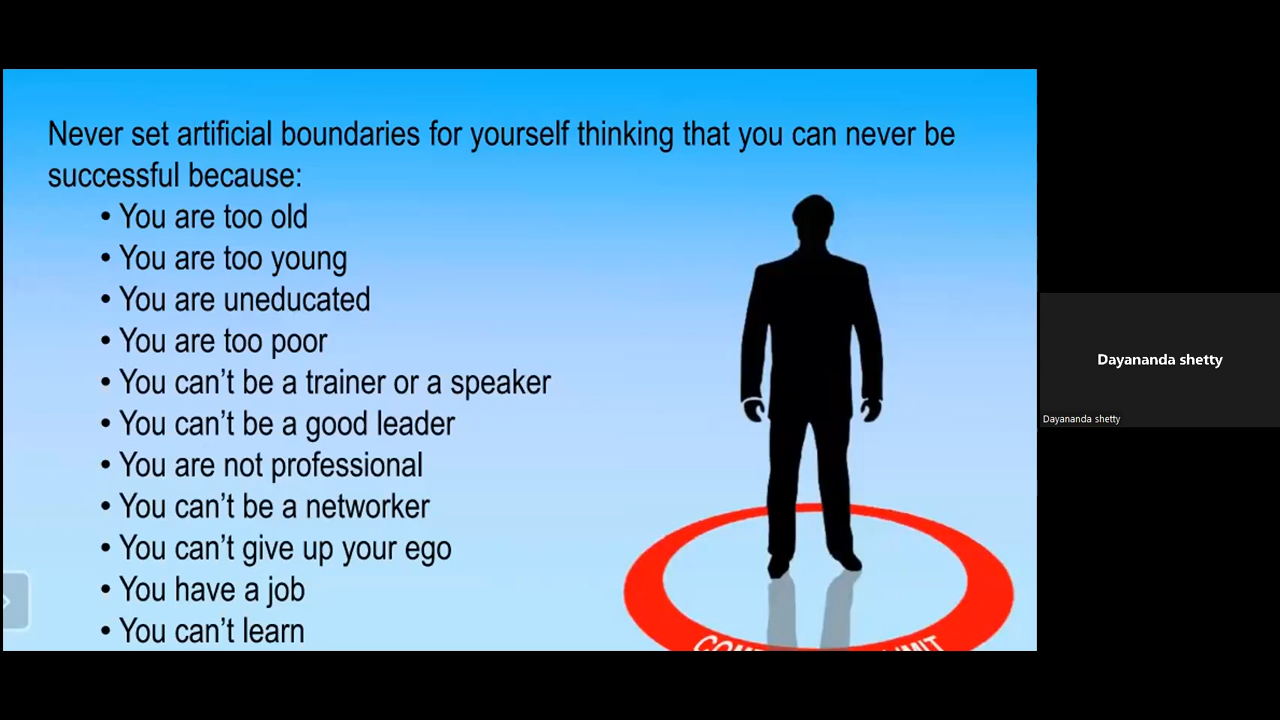 Never set artificial boundaries for yourself thinking that you can never be
successful because:
• You are too old
• You are too young
• You are uneducated
• You are too poor
• You can't be a trainer or a speaker
• You can't be a good leader
• You are not professional
• You can't be a networker
• You can't give up your ego
• You have a job
• You can't learn
Dayananda shetty
Dayananda shetty